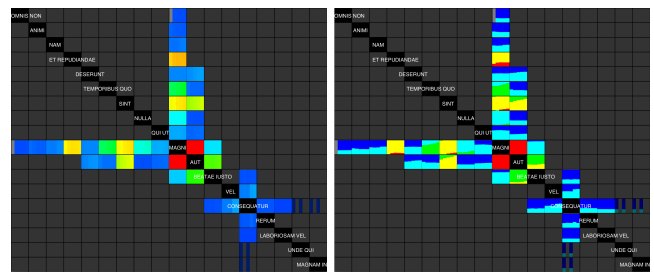 OMNIS NON
ANIMI
NAM
ET REPUDIANDAE
DESERUNT
TEMPORIBUS QUO
SINT
NULLA
QUI UT
MAGNI
AUT
BEATAE IUSTO
VEL
CONSEQUATUR
RERUM
LABORIOSAM VEL
UNDE QUI
MAGNAM IN
OMNIS NON
ANIMI
NAM
ET REPUDIANDAE
DESERUNT
TEMPORIBUS QUO
SINT
NULLA
QUI UT
MAGNI
AUT
BEATAE IUSTO
VEL
CONSEQUATUR
RERUM
LABORIOSAM VEL
UNDE QUI
MAGNAM IN